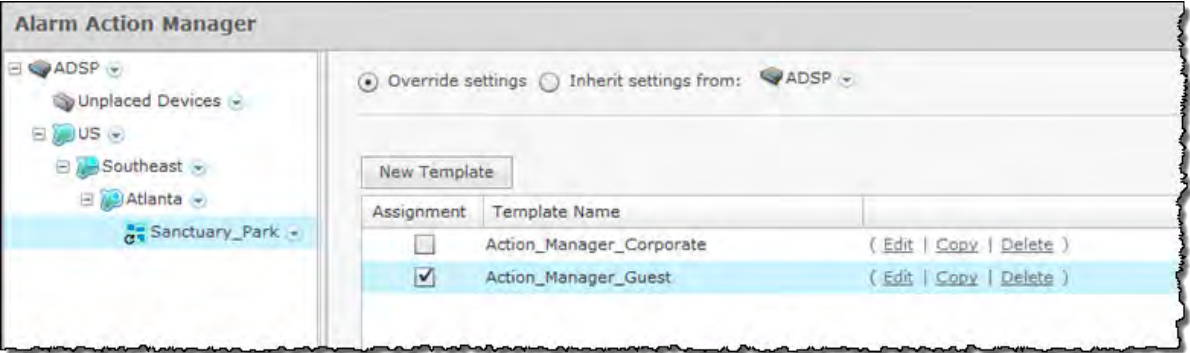 Alarm Action Manager
ADSP
Unplaced Devices
US
Southeast
Atlanta
Sanctuary_Park
Override settings Inherit settings from: ADSP
New Template
Assignment Template Name
Action_Manager_Corporate ( Edit | Copy | Delete )
Action_Manager_Guest ( Edit | Copy | Delete )